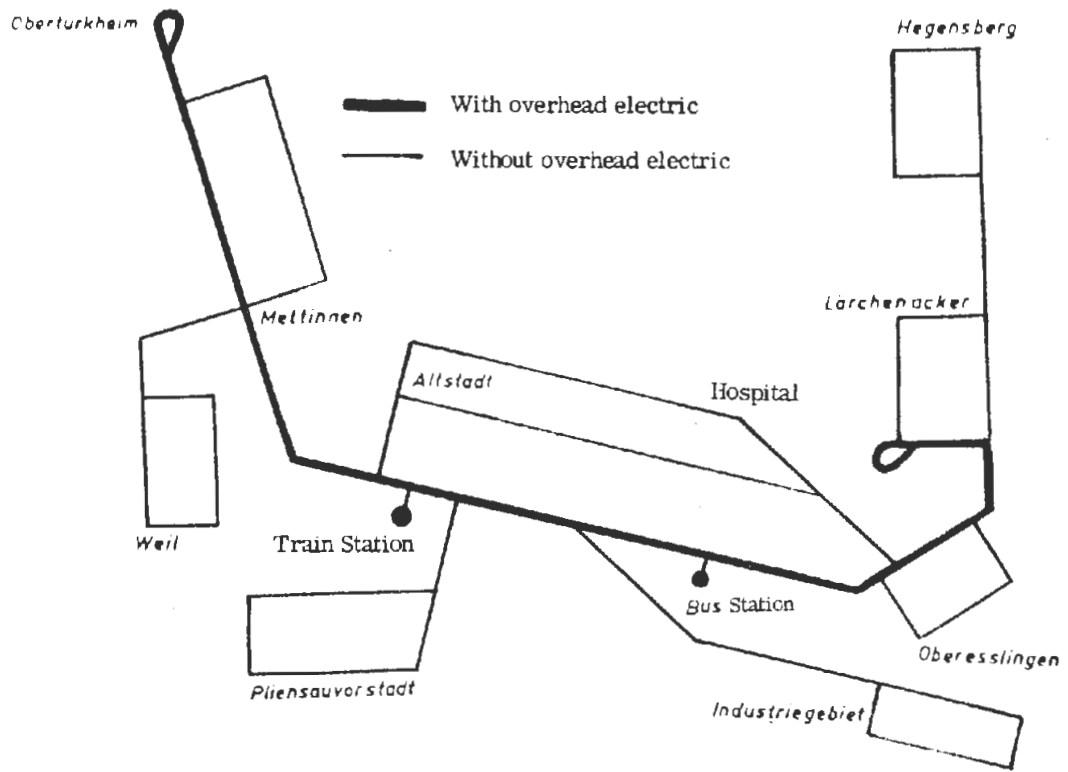 Oberturkheim
Hegensberg
With overhead electric
Without overhead electric
Lärchenäcker
Mettinnen
Altstadt
Hospital
Train Station
Weil
Bus Station
Pliensauvorstadt
Oberesslingen
Industriegebiet